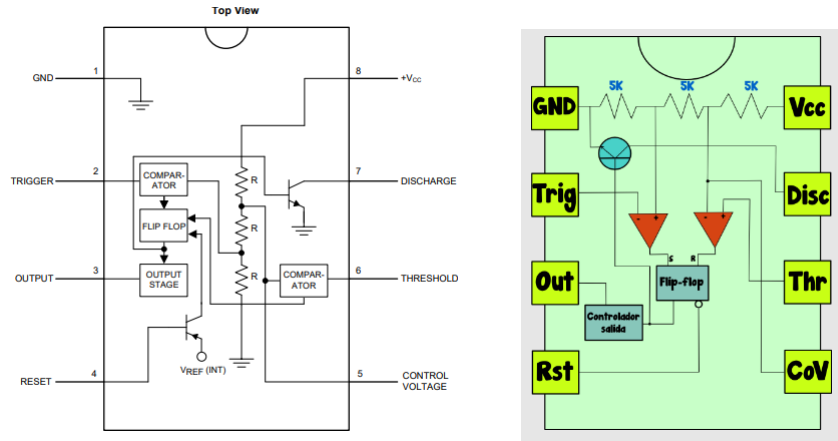 Top View
GND
1
8
+VCC
TRIGGER
2
COMPAR-
ATOR
R
7
DISCHARGE
FLIP FLOP
R
OUTPUT
3
OUTPUT
STAGE
R
COMPAR-
ATOR
6
THRESHOLD
VREF (INT)
RESET
4
5
CONTROL
VOLTAGE
5K
5K
5K
GND
Vcc
Trig
Disc
-
+
-
+
S
R
Out
Flip-flop
Thr
Controlador
salida
Rst
CoV